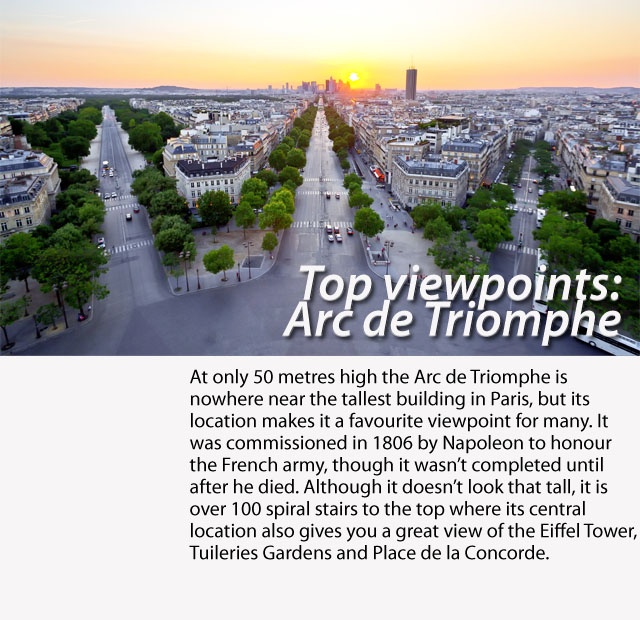 Top viewpoints:
Arc de Triomphe
At only 50 metres high the Arc de Triomphe is
nowhere near the tallest building in Paris, but its
location makes it a favourite viewpoint for many. It
was commissioned in 1806 by Napoleon to honour
the French army, though it wasn’t completed until
after he died. Although it doesn’t look that tall, it is
over 100 spiral stairs to the top where its central
location also gives you a great view of the Eiffel Tower,
Tuileries Gardens and Place de la Concorde.